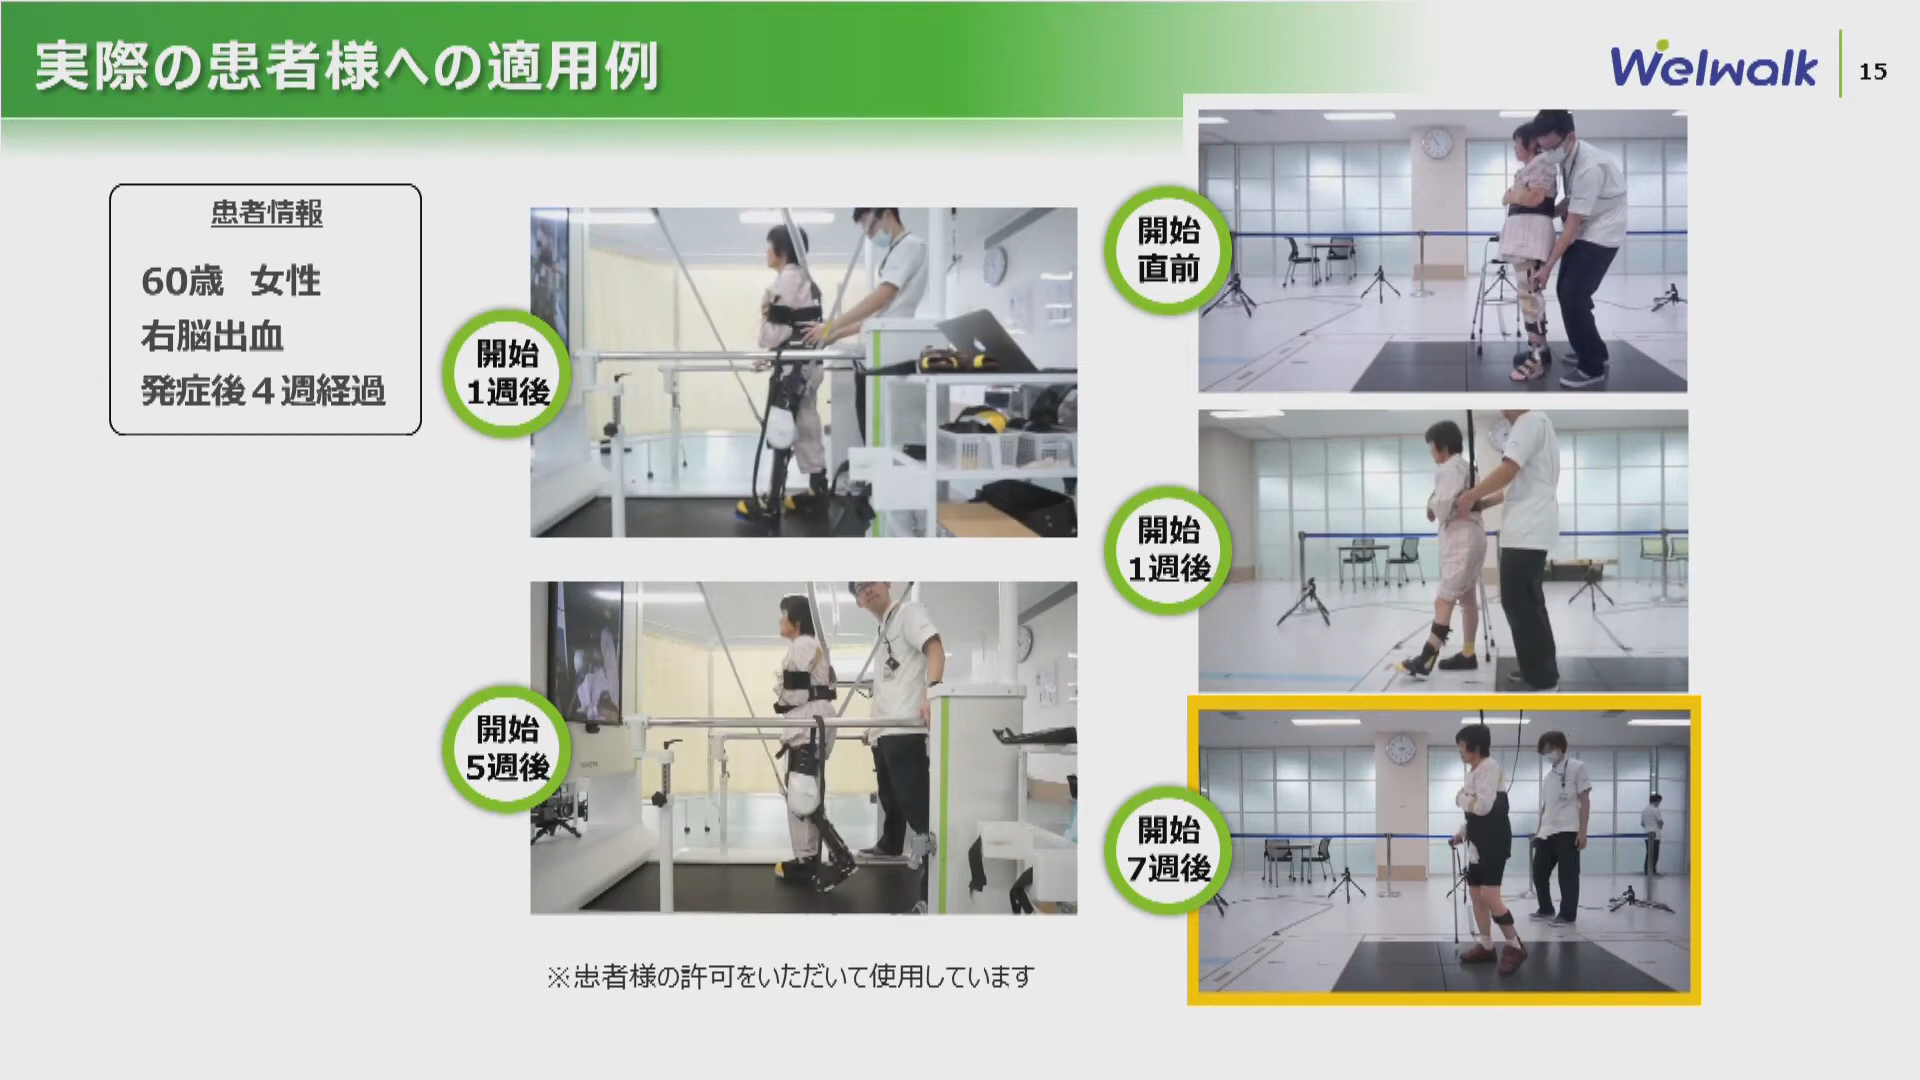 実際の患者様への適用例
Welwalk
15
患者情報
60歳 女性
右脳出血
発症後４週経過
開始
1週後
開始
5週後
開始
直前
開始
1週後
開始
7週後
TOYOTA
※患者様の許可をいただいて使用しています